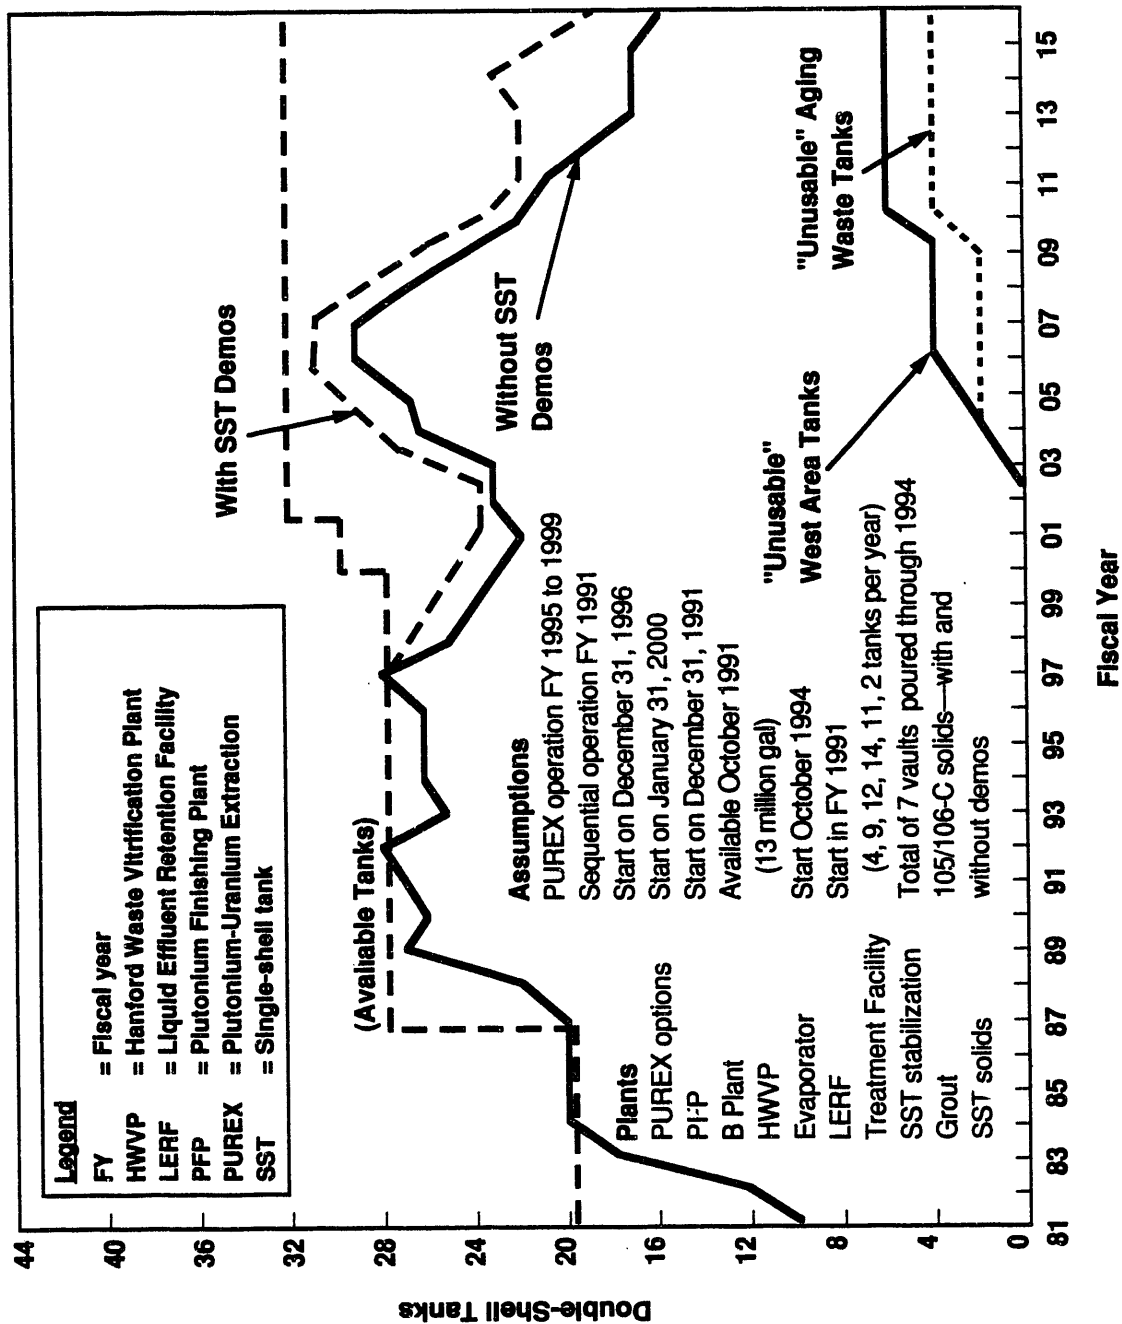 Legend
FY = Fiscal year
HWVP = Hanford Waste Vitrification Plant
LERF = Liquid Effluent Retention Facility
PFP = Plutonium Finishing Plant
PUREX = Plutonium-Uranium Extraction
SST = Single-shell tank
With SST Demos
(Avaliable Tanks)
Without SST
Demos
Plants Assumptions
PUREX options PUREX operation FY 1995 to 1999
PFP Sequential operation FY 1991
B Plant Start on December 31, 1996
HWVP Start on January 31, 2000
Evaporator Start on December 31, 1991
LERF Available October 1991
(13 million gal)
Treatment Facility Start October 1994
SST stabilization Start in FY 1991
(4, 9, 12, 14, 11, 2 tanks per year)
Grout Total of 7 vaults poured through 1994
SST solids 105/106-C solids—with and
without demos
"Unusable"
West Area Tanks
"Unusable" Aging
Waste Tanks
Double-Shell Tanks
44
40
36
32
28
24
20
16
12
8
4
0
81 83 85 87 89 91 93 95 97 99 01 03 05 07 09 11 13 15
Fiscal Year